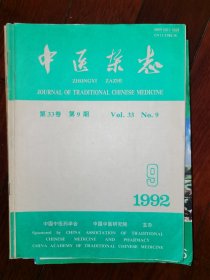 中医杂志
ZHONGYI ZAZHI
JOURNAL OF TRADITIONAL CHINESE MEDICINE
第33卷 第9期 Vol. 33 No. 9
9
1992
中国中医药学会 中国中医研究院 主办
Sponsored by CHINA ASSOCIATION OF TRADITIONAL
CHINESE MEDICINE AND PHARMACY
CHINA ACADEMY OF TRADITIONAL CHINESE MEDICINE